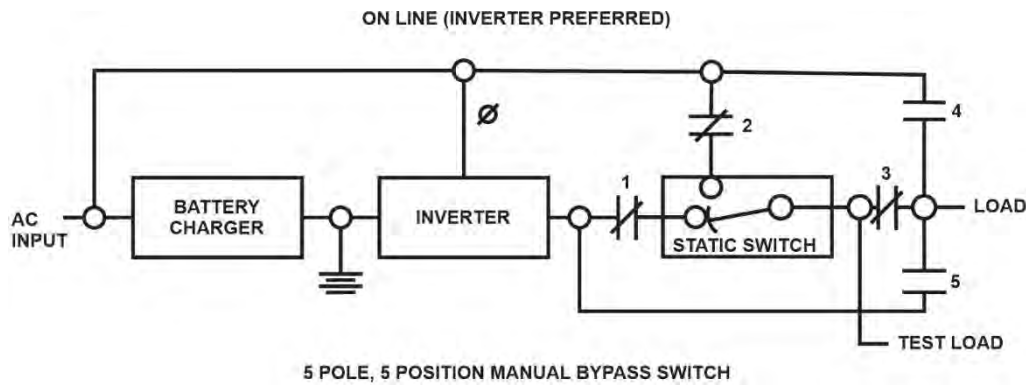 ON LINE (INVERTER PREFERRED)
AC
INPUT
BATTERY
CHARGER
Ø
INVERTER
1
2
STATIC SWITCH
3
4
LOAD
5
TEST LOAD
5 POLE, 5 POSITION MANUAL BYPASS SWITCH